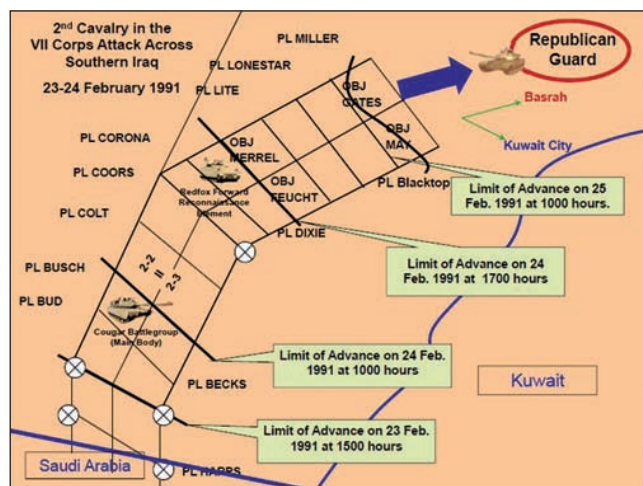 2nd Cavalry in the
VII Corps Attack Across
Southern Iraq
23-24 February 1991
PL MILLER
PL LONESTAR
PL LITE
PL CORONA
PL COORS
PL COLT
PL BUSCH
PL BUD
Republican
Guard
Basrah
Kuwait City
OBJ
GATES
OBJ
MAY
OBJ
MERREL
OBJ
FEUCHT
Redfox Forward
Reconnaissance
Element
PL Blacktop
PL DIXIE
Limit of Advance on 25
Feb. 1991 at 1000 hours.
Limit of Advance on 24
Feb. 1991 at 1700 hours
2-2
II
2-3
Cougar Battlegroup
(Main Body)
Limit of Advance on 24 Feb.
1991 at 1000 hours
PL BECKS
Kuwait
Limit of Advance on 23 Feb.
1991 at 1500 hours
Saudi Arabia
PL